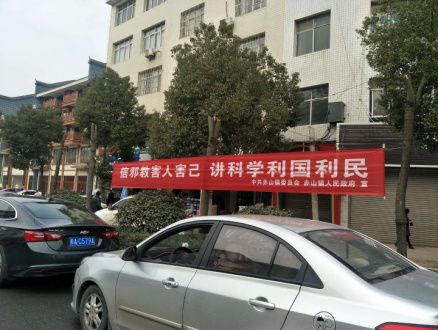 信邪教害人害己 讲科学利国利民
中共赤山镇委员会 赤山镇人民政府 宣